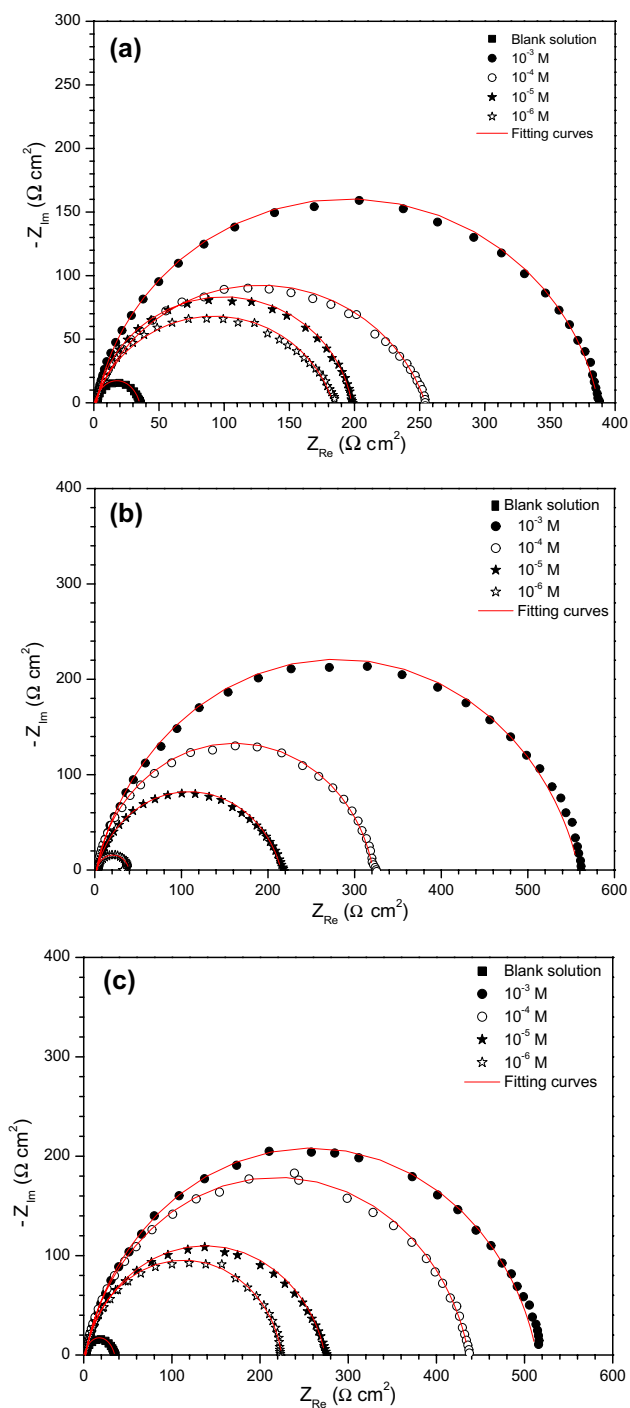 (a)
Blank solution
10⁻³ M
10⁻⁴ M
10⁻⁵ M
10⁻⁶ M
Fitting curves
300
250
200
150
100
50
0
- Z_Im (Ω cm²)
0 50 100 150 200 250 300 350 400
Z_Re (Ω cm²)
(b)
Blank solution
10⁻³ M
10⁻⁴ M
10⁻⁵ M
10⁻⁶ M
Fitting curves
400
320
240
160
80
0
- Z_Im (Ω cm²)
0 100 200 300 400 500 600
Z_Re (Ω cm²)
(c)
Blank solution
10⁻³ M
10⁻⁴ M
10⁻⁵ M
10⁻⁶ M
Fitting curves
400
300
200
100
0
- Z_Im (Ω cm²)
0 100 200 300 400 500 600
Z_Re (Ω cm²)